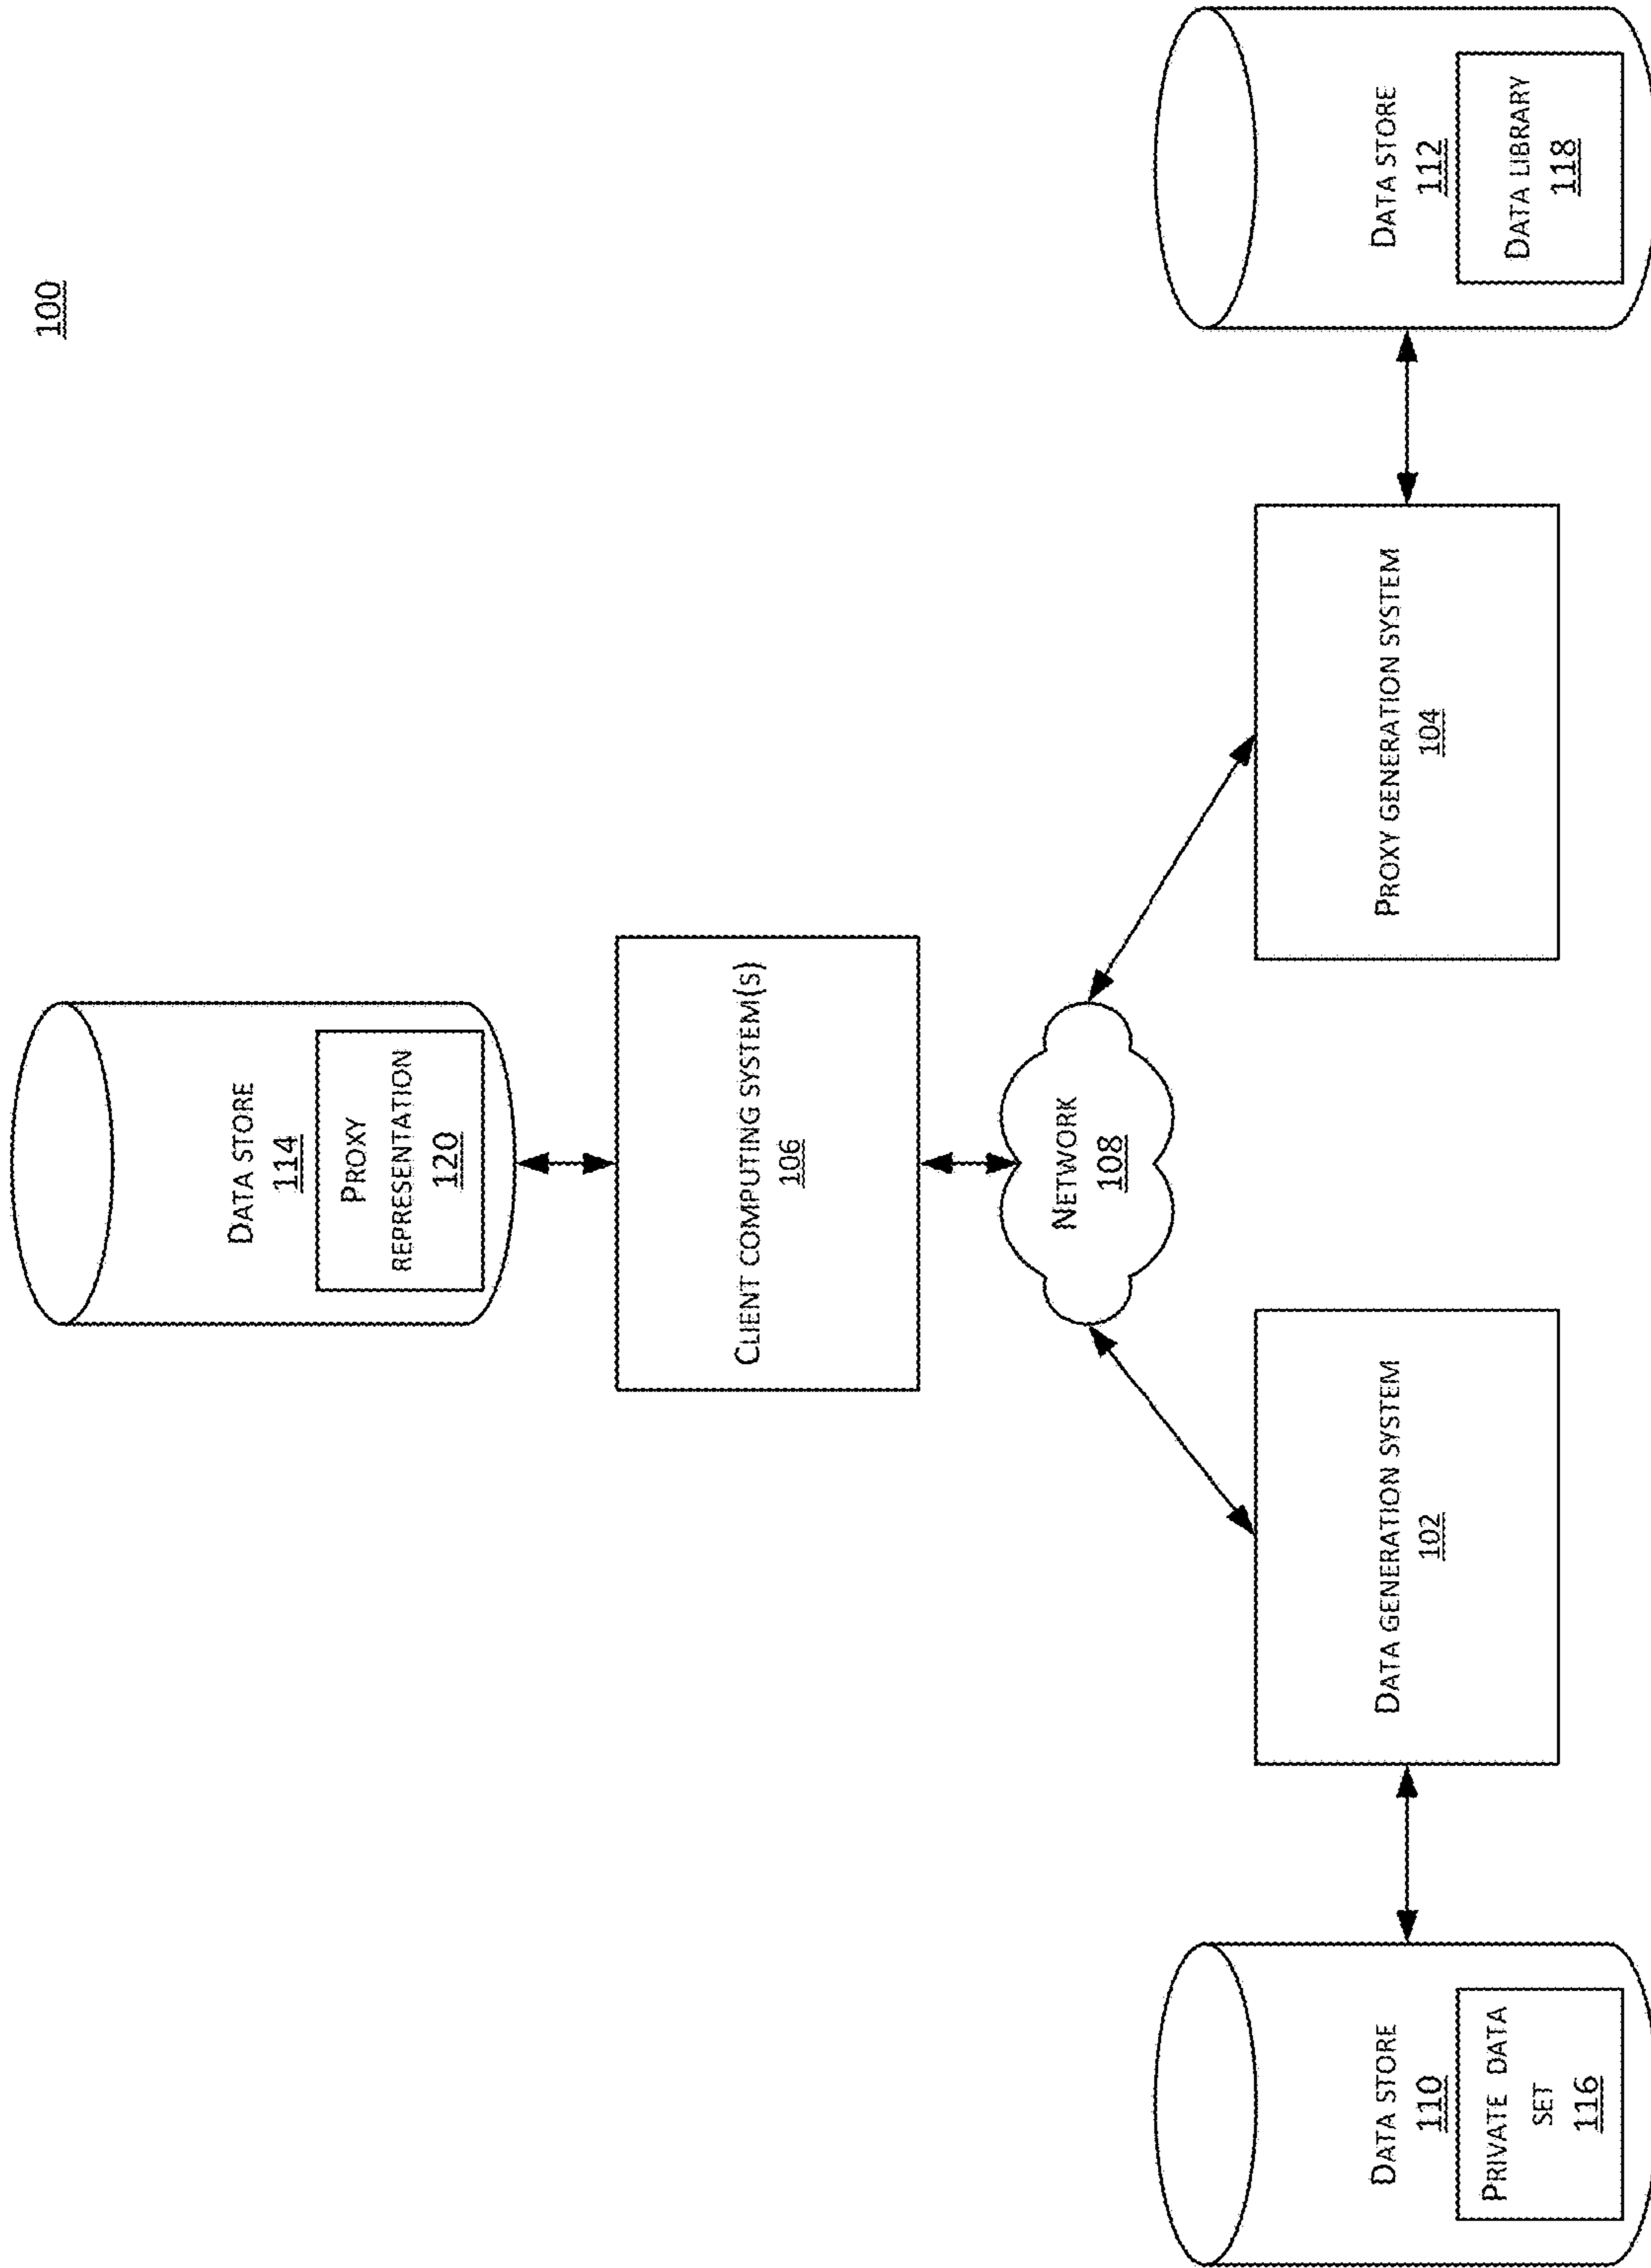 100
DATA STORE
114
PROXY
REPRESENTATION
120
CLIENT COMPUTING SYSTEM(S)
106
NETWORK
108
DATA STORE
110
PRIVATE DATA
SET
116
DATA GENERATION SYSTEM
102
PROXY GENERATION SYSTEM
104
DATA STORE
112
DATA LIBRARY
118